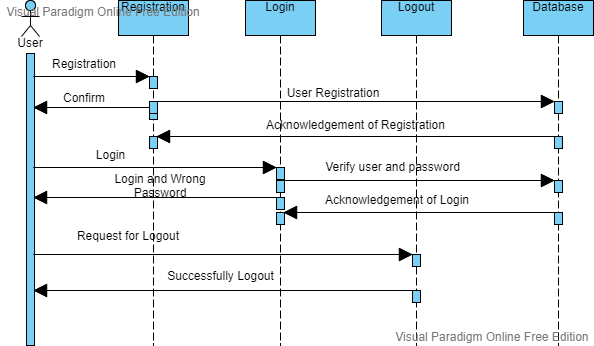 Visual Paradigm Online Free Edition
Registration
Login
Logout
Database
User
Registration
Confirm
User Registration
Acknowledgement of Registration
Login
Verify user and password
Login and Wrong
Password
Acknowledgement of Login
Request for Logout
Successfully Logout
Visual Paradigm Online Free Edition